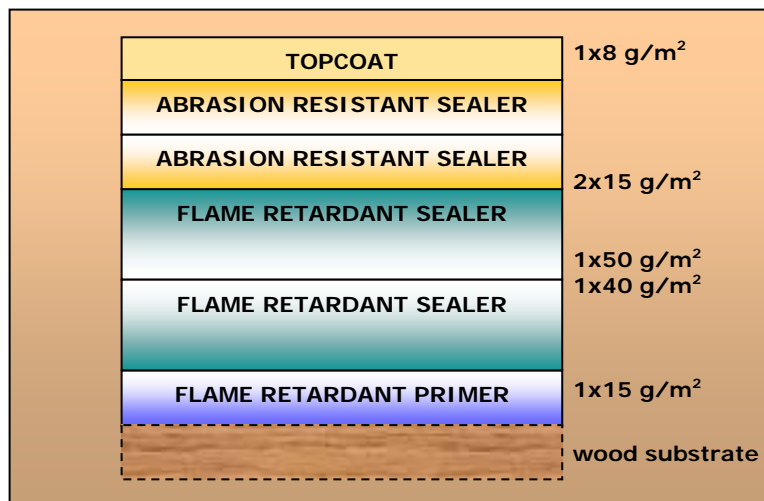 TOPCOAT 1x8 g/m²
ABRASION RESISTANT SEALER
ABRASION RESISTANT SEALER
2x15 g/m²
FLAME RETARDANT SEALER
1x50 g/m²
1x40 g/m²
FLAME RETARDANT SEALER
FLAME RETARDANT PRIMER 1x15 g/m²
wood substrate